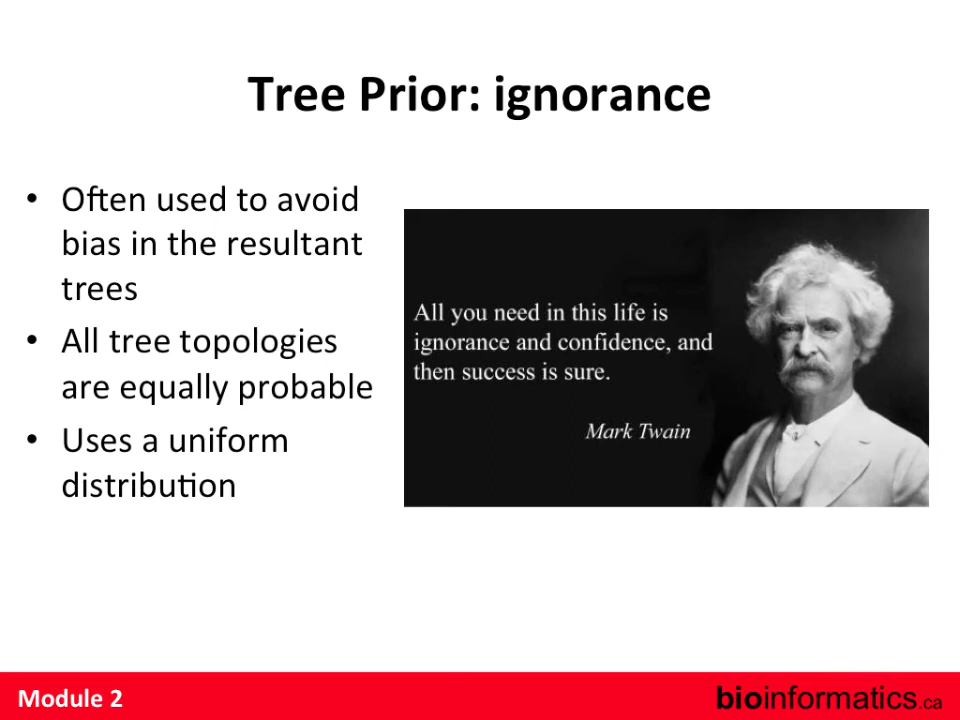 Tree Prior: ignorance
• Often used to avoid
bias in the resultant
trees
• All tree topologies
are equally probable
• Uses a uniform
distribution
All you need in this life is
ignorance and confidence, and
then success is sure.
Mark Twain
Module 2
bioinformatics.ca